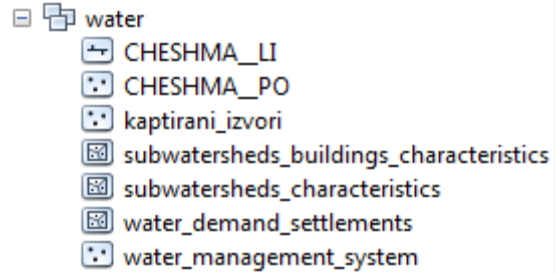 water
CHESHMA__LI
CHESHMA__PO
kaptirani_izvori
subwatersheds_buildings_characteristics
subwatersheds_characteristics
water_demand_settlements
water_management_system